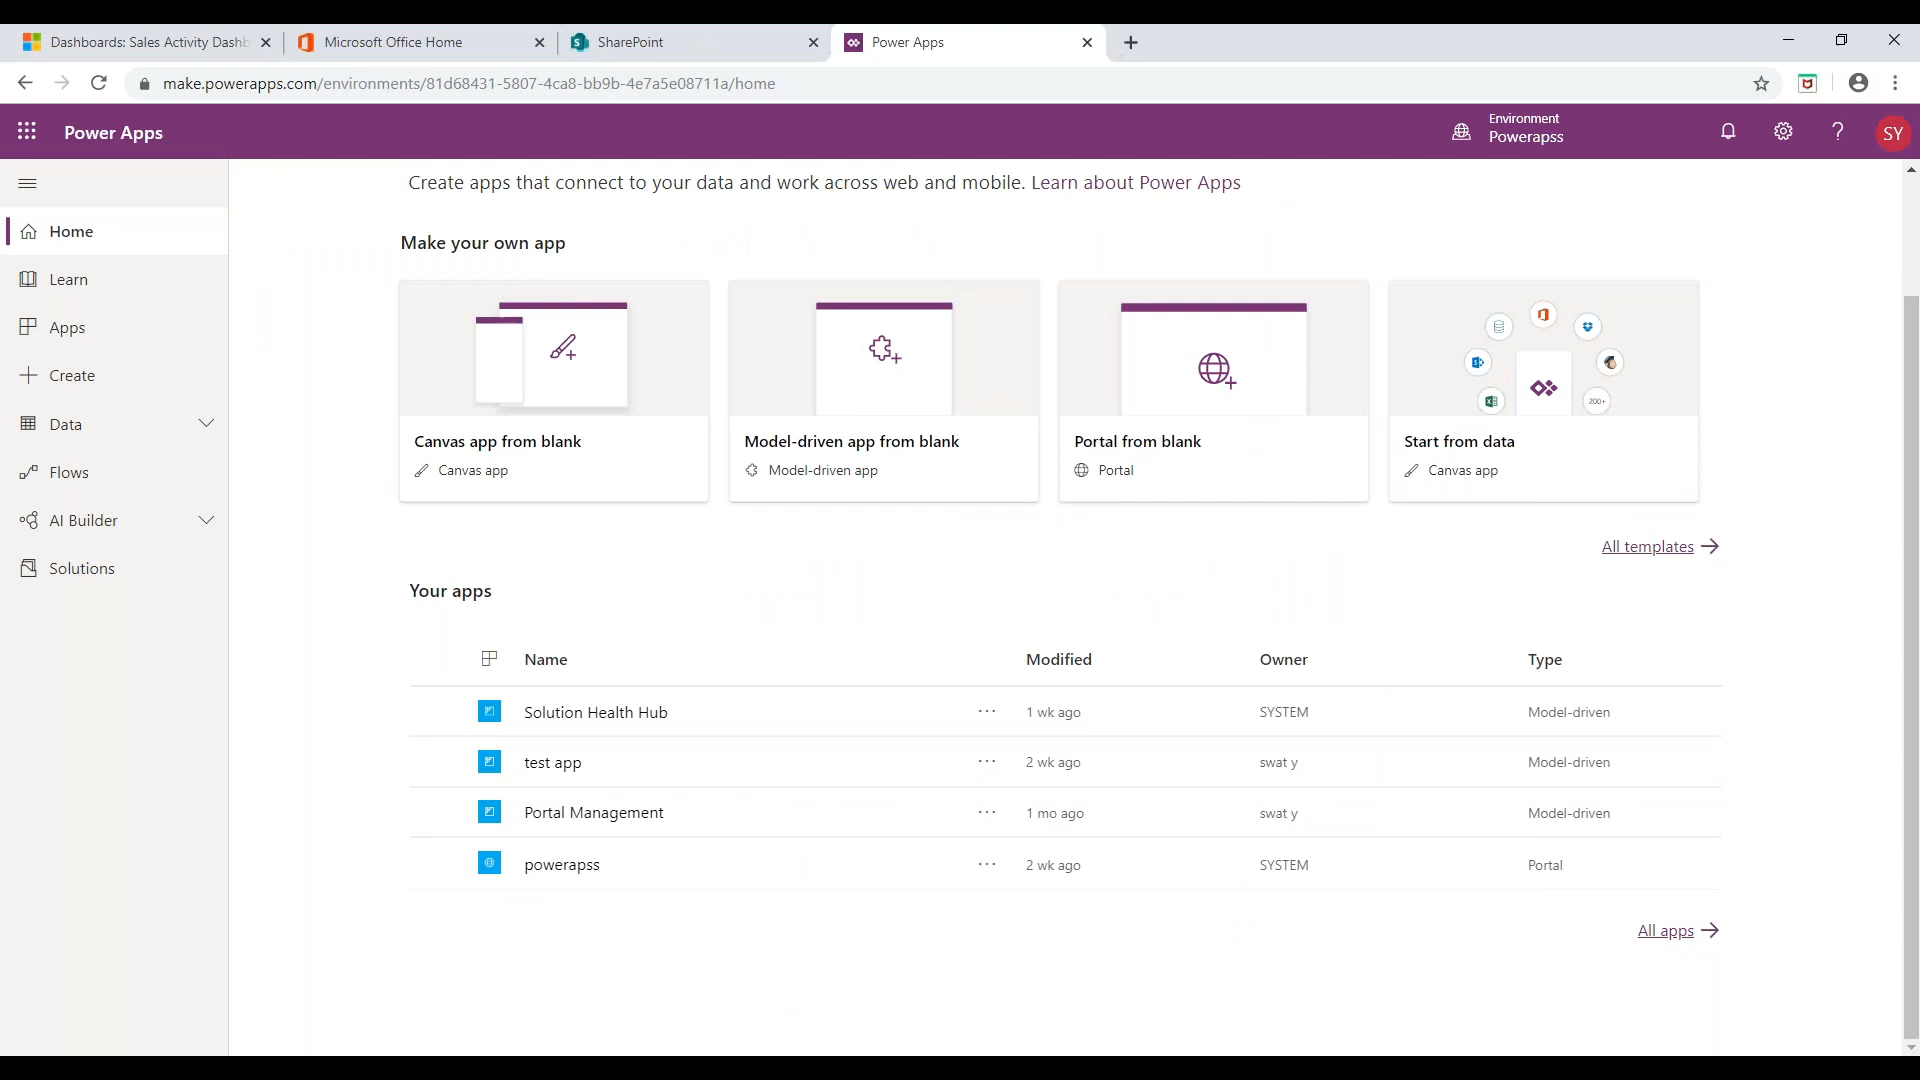 Dashboards: Sales Activity Dashb
Microsoft Office Home
SharePoint
Power Apps
make.powerapps.com/environments/81d68431-5807-4ca8-bb9b-4e7a5e08711a/home
Power Apps
Environment
Powerapss
?
SY
Home
Learn
Apps
Create
Data
Flows
AI Builder
Solutions
Create apps that connect to your data and work across web and mobile. Learn about Power Apps
Make your own app
200+
Canvas app from blank
Canvas app
Model-driven app from blank
Model-driven app
Portal from blank
Portal
Start from data
Canvas app
All templates
Your apps
Name Modified Owner Type
Solution Health Hub ... 1 wk ago SYSTEM Model-driven
test app ... 2 wk ago swat y Model-driven
Portal Management ... 1 mo ago swat y Model-driven
powerapss ... 2 wk ago SYSTEM Portal
All apps